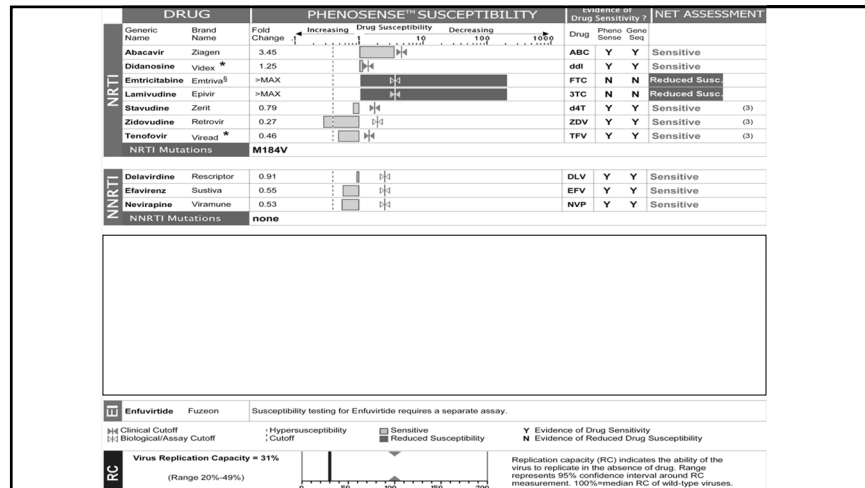 DRUG PHENOSENSE™ SUSCEPTIBILITY Evidence of Drug Sensitivity ? NET ASSESSMENT
Generic Name Brand Name Fold Change Increasing Drug Susceptibility Decreasing Drug Pheno Sense Gene Seq
.1 1 10 100 1000
NRTI
Abacavir Ziagen 3.45 ABC Y Y Sensitive
Didanosine Videx * 1.25 ddI Y Y Sensitive
Emtricitabine Emtriva§ >MAX FTC N N Reduced Susc.
Lamivudine Epivir >MAX 3TC N N Reduced Susc.
Stavudine Zerit 0.79 d4T Y Y Sensitive (3)
Zidovudine Retrovir 0.27 ZDV Y Y Sensitive (3)
Tenofovir Viread * 0.46 TFV Y Y Sensitive (3)
NRTI Mutations M184V
NNRTI
Delavirdine Rescriptor 0.91 DLV Y Y Sensitive
Efavirenz Sustiva 0.55 EFV Y Y Sensitive
Nevirapine Viramune 0.53 NVP Y Y Sensitive
NNRTI Mutations none
EI Enfuvirtide Fuzeon Susceptibility testing for Enfuvirtide requires a separate assay.
Clinical Cutoff Hypersusceptibility Sensitive Y Evidence of Drug Sensitivity
Biological/Assay Cutoff Cutoff Reduced Susceptibility N Evidence of Reduced Drug Susceptibility
RC
Virus Replication Capacity = 31%
(Range 20%-49%)
0 50 100 150 200
Replication capacity (RC) indicates the ability of the
virus to replicate in the absence of drug. Range
represents 95% confidence interval around RC
measurement. 100%=median RC of wild-type viruses.